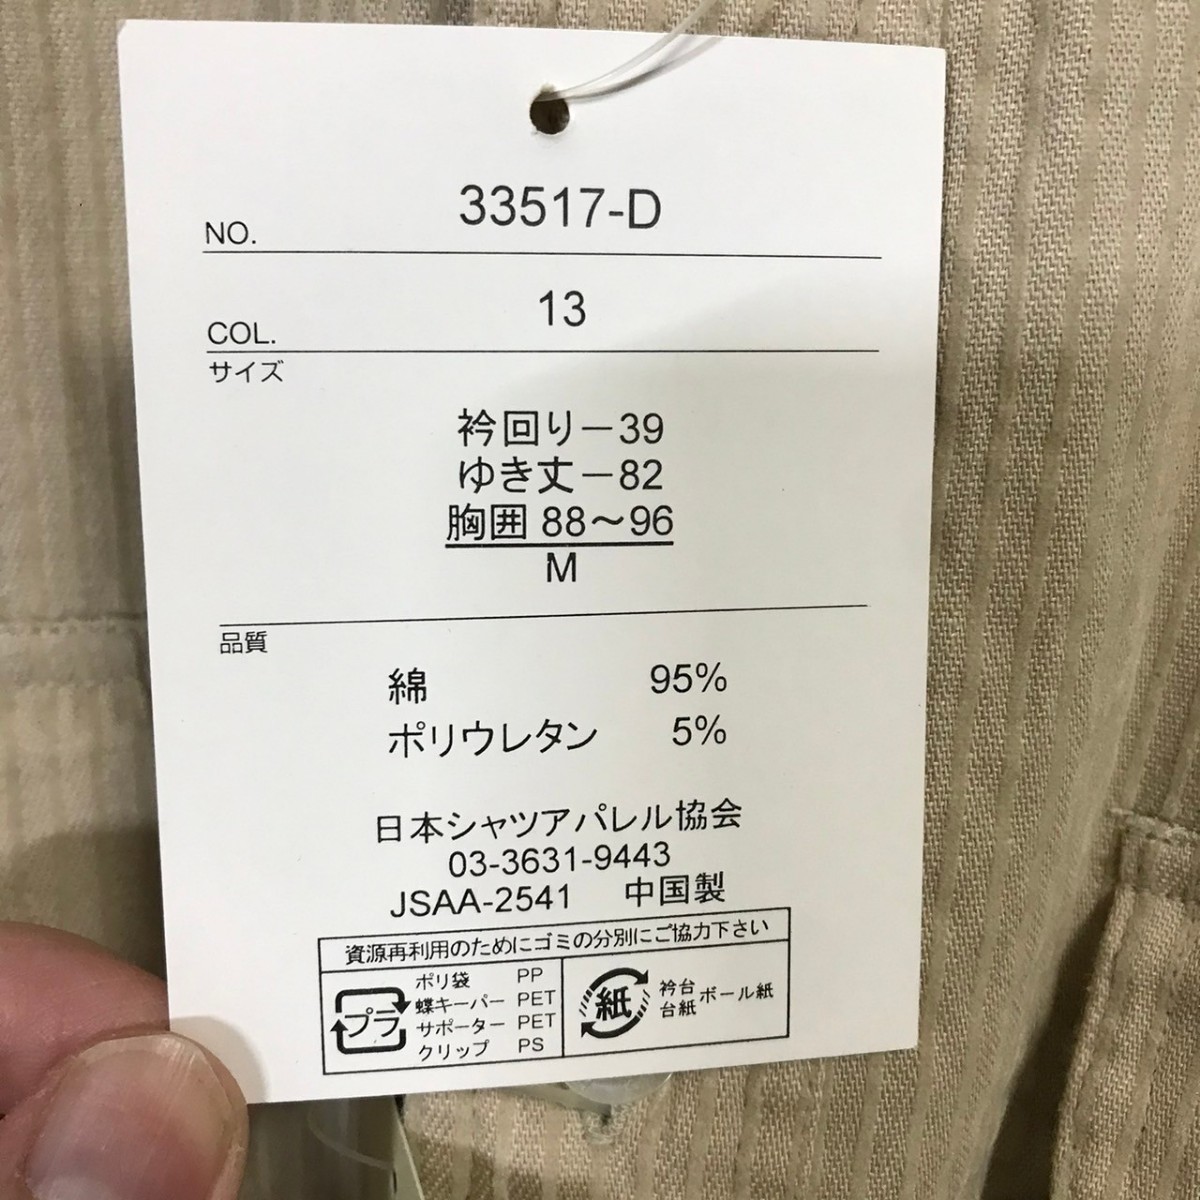 NO. 33517-D
COL. 13
サイズ
衿回り－39
ゆき丈－82
胸囲 88～96
M
品質
綿 95%
ポリウレタン 5%
日本シャツアパレル協会
03-3631-9443
JSAA-2541 中国製
資源再利用のためにゴミの分別にご協力下さい
プラ
ポリ袋 PP
蝶キーパー PET
サポーター PET
クリップ PS
紙
衿台
台紙
ボール紙